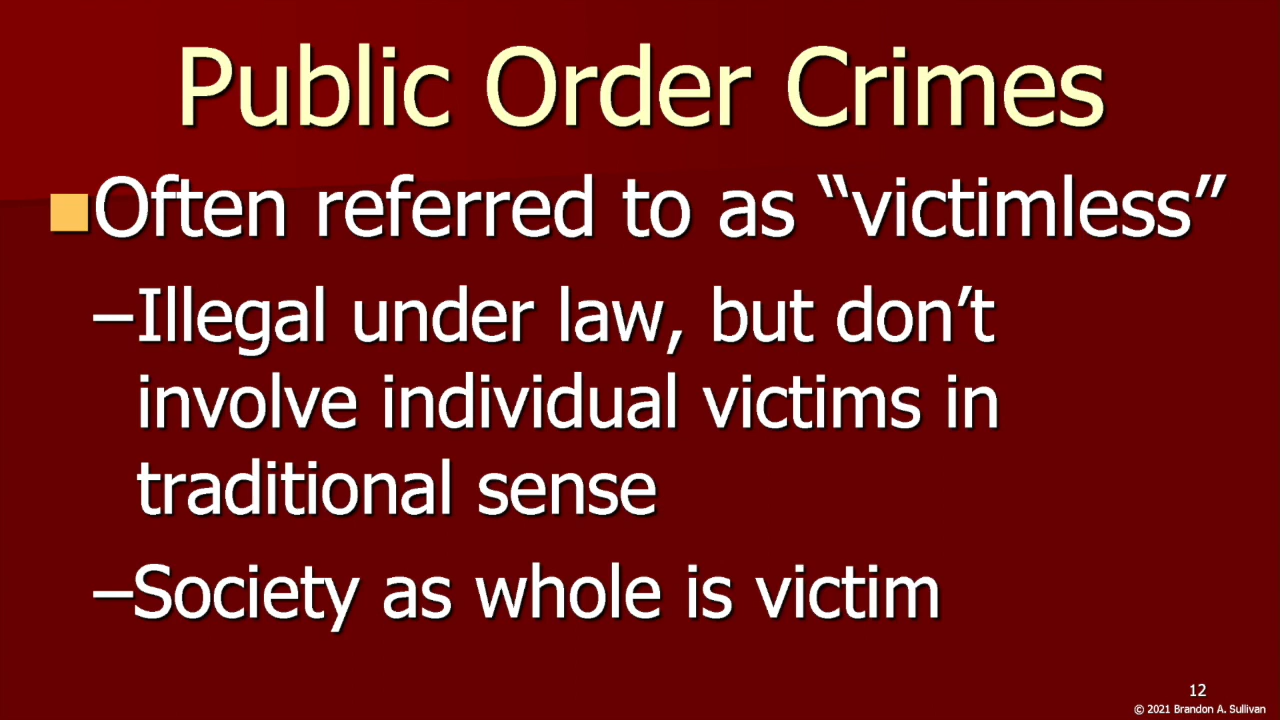 Public Order Crimes
Often referred to as “victimless”
–Illegal under law, but don’t
involve individual victims in
traditional sense
–Society as whole is victim
12
© 2021 Brandon A. Sullivan